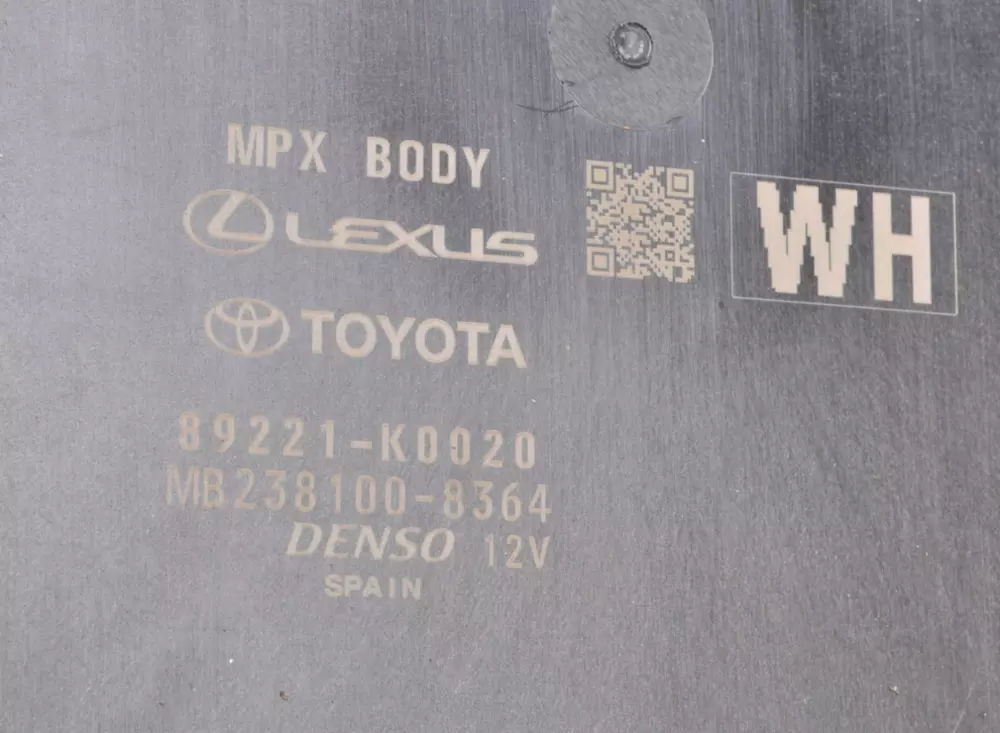 MPX BODY
LEXUS
WH
TOYOTA
89221-K0020
MB238100-8364
DENSO 12V
SPAIN